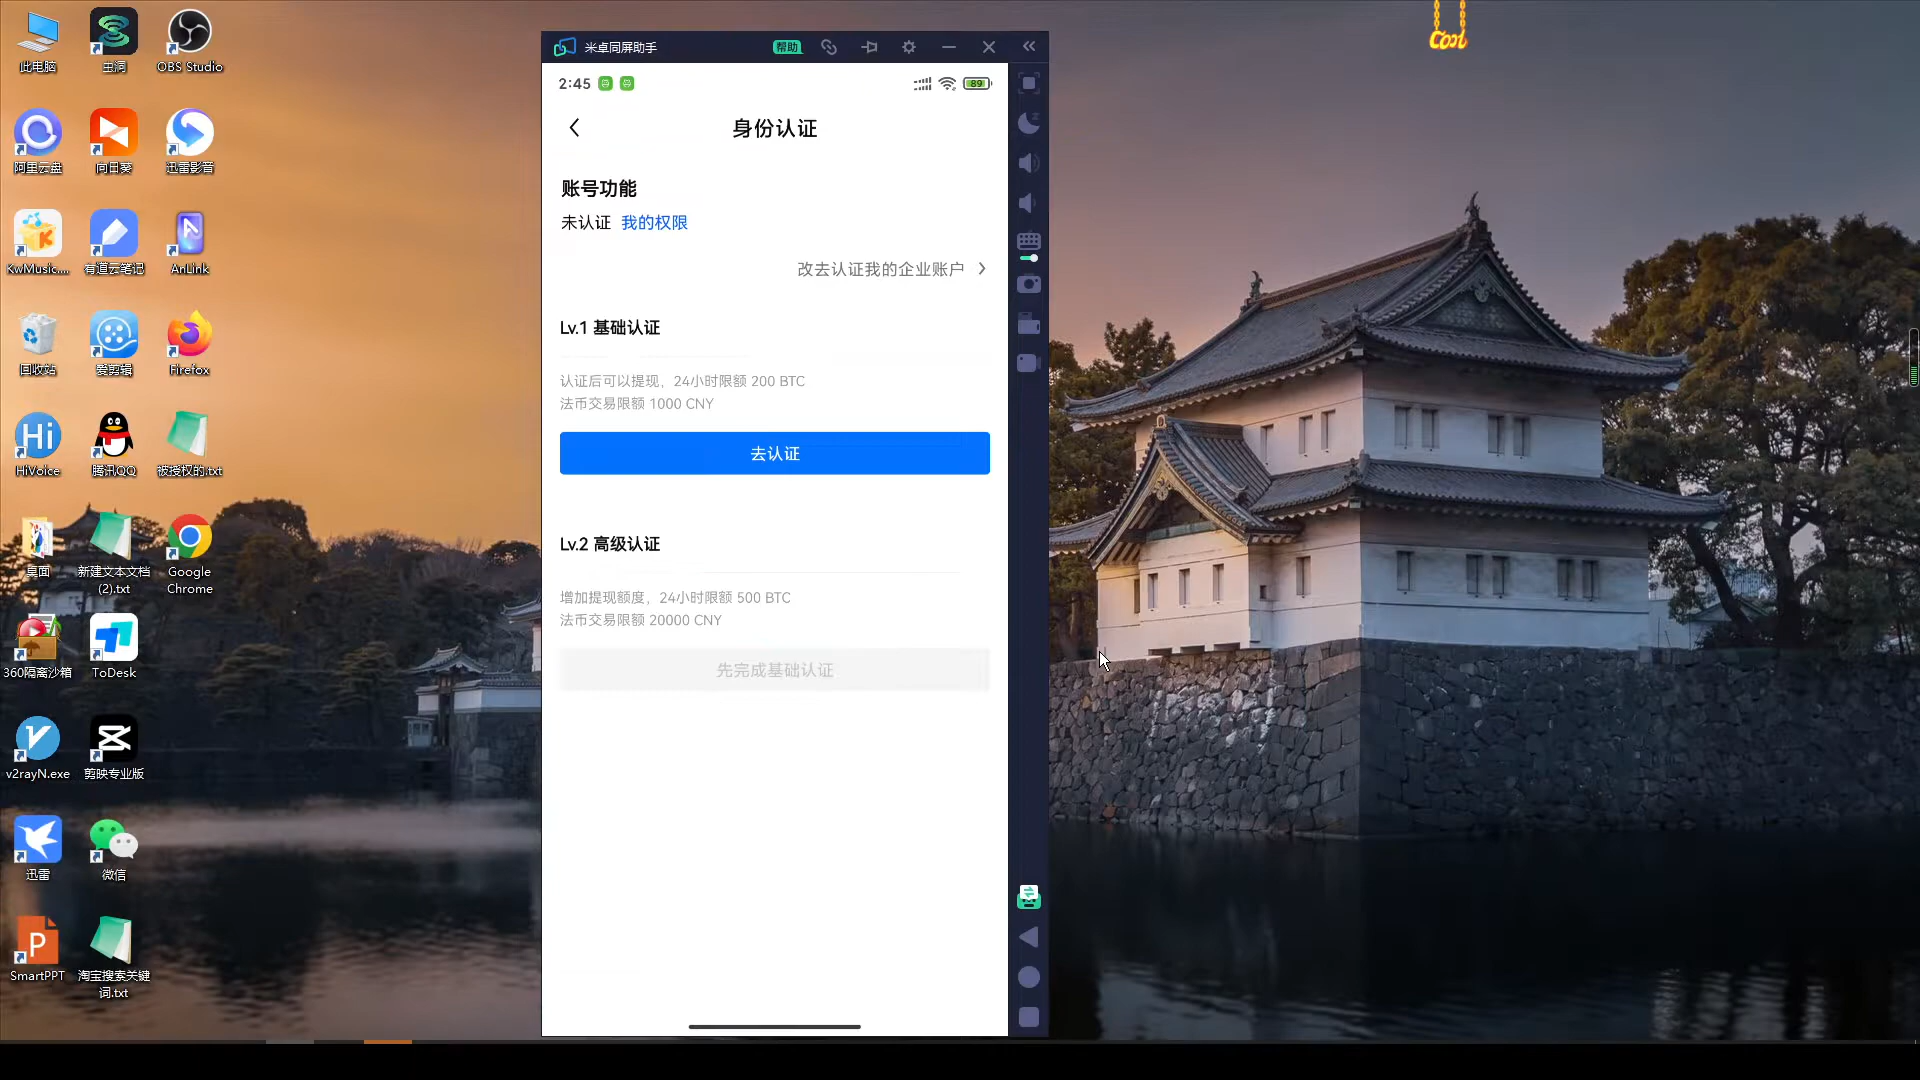 此电脑
OBS Studio
阿里云盘
向日葵
迅雷影音
KwMusic....
有道云笔记
AnLink
回收站
爱剪辑
Firefox
HiVoice
腾讯QQ
被授权的.txt
桌面
新建文本文档
(2).txt
Google
Chrome
360隔离沙箱
ToDesk
v2rayN.exe
剪映专业版
迅雷
微信
SmartPPT
淘宝搜索关键
词.txt
米卓同屏助手
帮助
2:45
89
身份认证
账号功能
未认证 我的权限
改去认证我的企业账户
Lv.1 基础认证
认证后可以提现，24小时限额 200 BTC
法币交易限额 1000 CNY
去认证
Lv.2 高级认证
增加提现额度，24小时限额 500 BTC
法币交易限额 20000 CNY
先完成基础认证
Cool